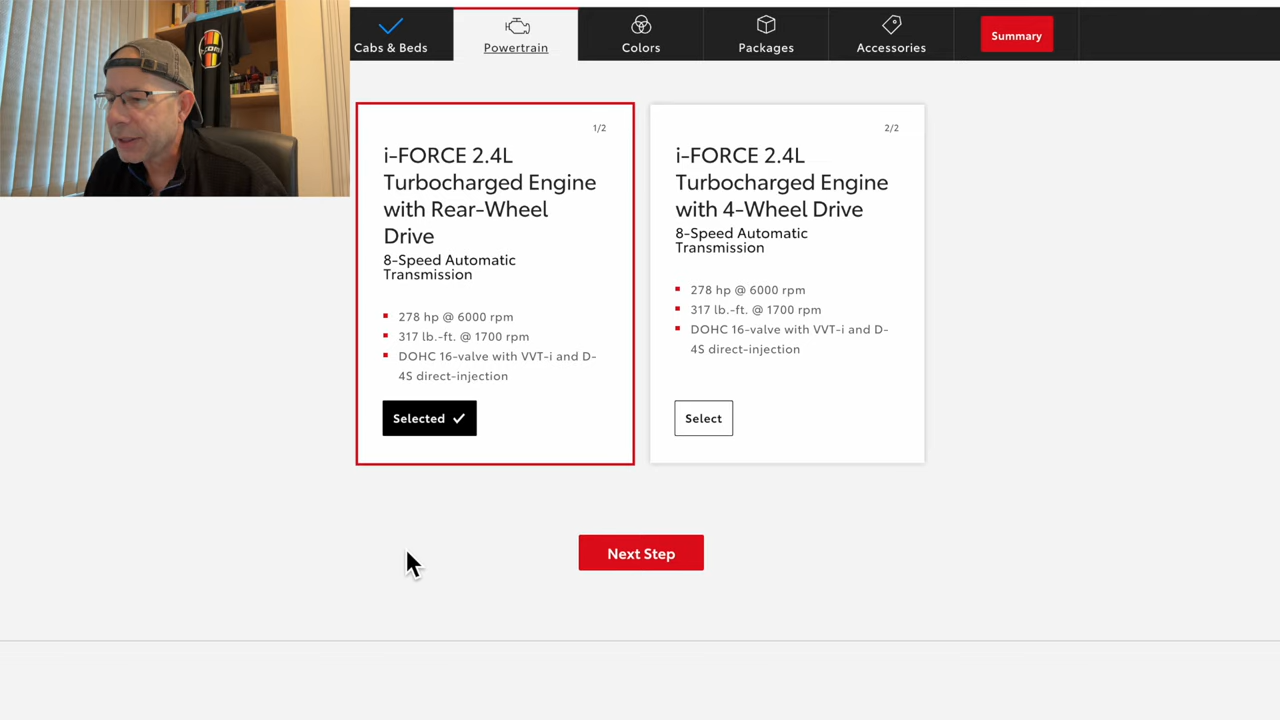 Cabs & Beds
Powertrain
Colors
Packages
Accessories
Summary
1/2
i-FORCE 2.4L
Turbocharged Engine
with Rear-Wheel
Drive
8-Speed Automatic
Transmission
278 hp @ 6000 rpm
317 lb.-ft. @ 1700 rpm
DOHC 16-valve with VVT-i and D-
4S direct-injection
Selected
2/2
i-FORCE 2.4L
Turbocharged Engine
with 4-Wheel Drive
8-Speed Automatic
Transmission
278 hp @ 6000 rpm
317 lb.-ft. @ 1700 rpm
DOHC 16-valve with VVT-i and D-
4S direct-injection
Select
Next Step